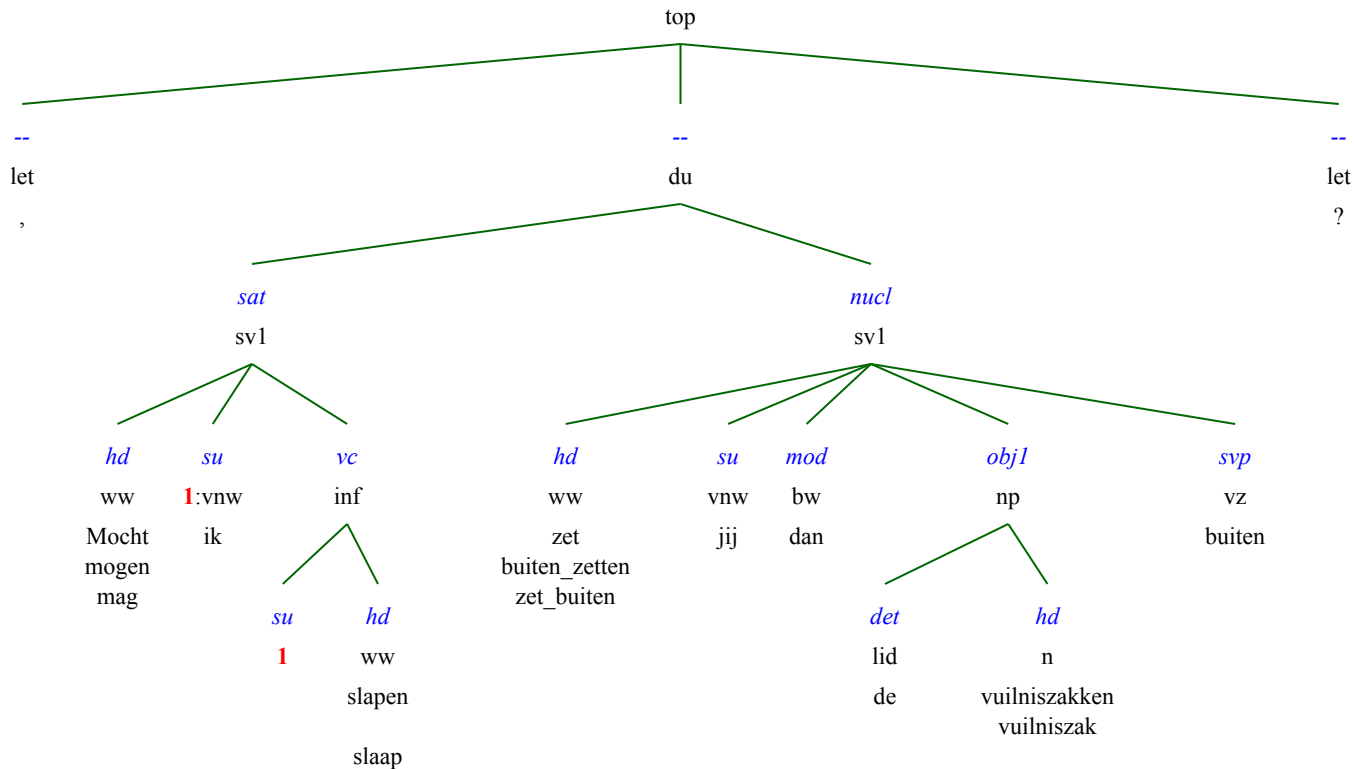 top
-- -- --
let du let
, ?
sat nucl
sv1 sv1
hd su vc hd su mod obj1 svp
ww 1:vnw inf ww vnw bw np vz
Mocht ik zet jij dan buiten
mogen buiten_zetten
mag zet_buiten
su hd det hd
1 ww lid n
slapen de vuilniszakken
vuilniszak
slaap